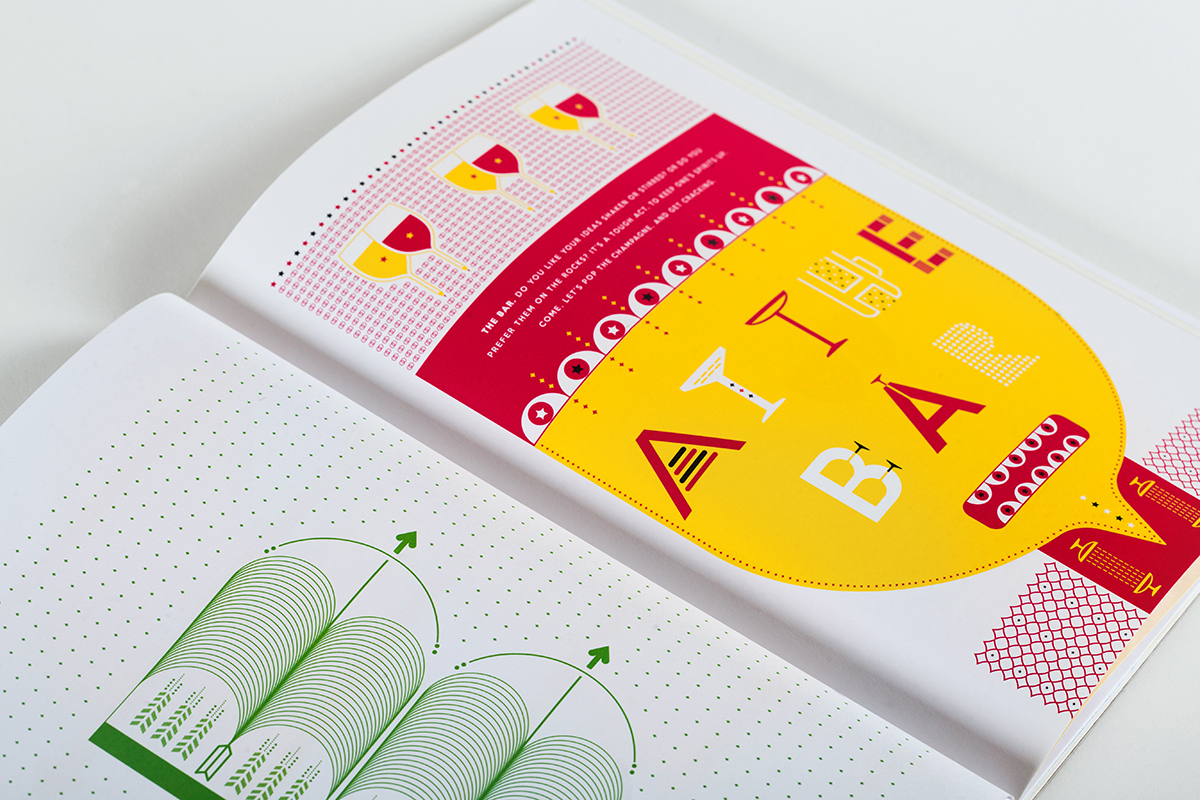 THE BAR. DO YOU LIKE YOUR IDEAS SHAKEN OR STIRRED? OR DO YOU
PREFER THEM ON THE ROCKS? IT'S A TOUGH ACT, TO KEEP ONE'S SPIRITS UP.
COME, LET'S POP THE CHAMPAGNE, AND GET CRACKING.
AT THE
BAR